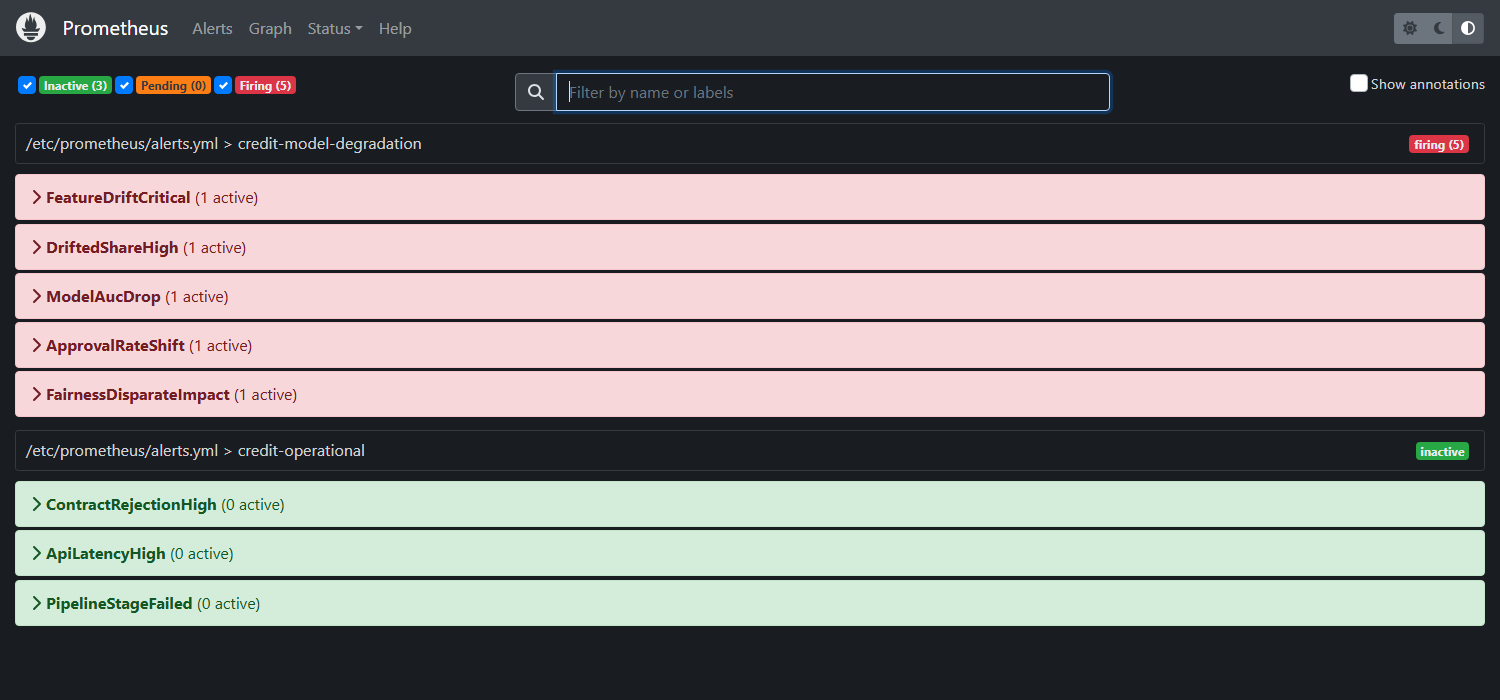 Prometheus Alerts Graph Status Help
Inactive (3) Pending (0) Firing (5) Filter by name or labels Show annotations
/etc/prometheus/alerts.yml > credit-model-degradation firing (5)
FeatureDriftCritical (1 active)
DriftedShareHigh (1 active)
ModelAucDrop (1 active)
ApprovalRateShift (1 active)
FairnessDisparateImpact (1 active)
/etc/prometheus/alerts.yml > credit-operational inactive
ContractRejectionHigh (0 active)
ApiLatencyHigh (0 active)
PipelineStageFailed (0 active)